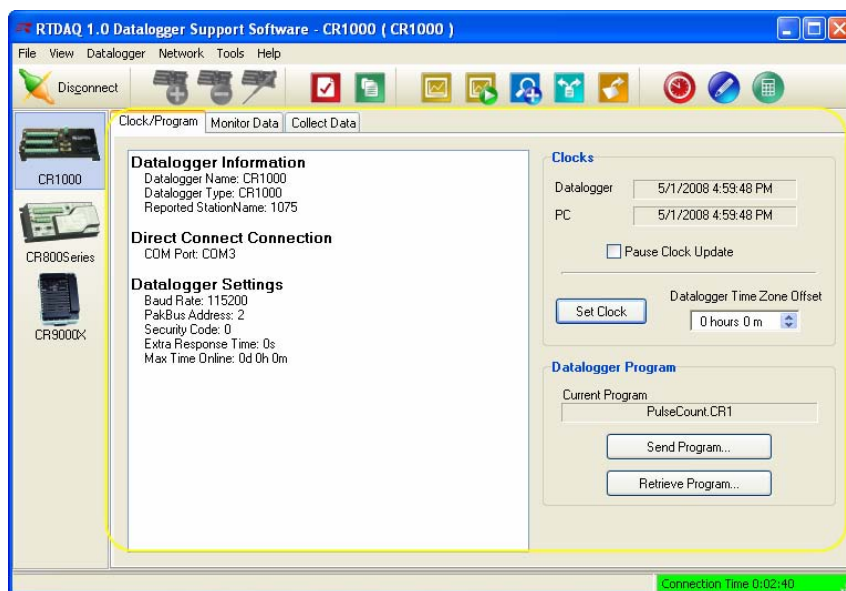 RTDAQ 1.0 Datalogger Support Software - CR1000 ( CR1000 )
File View Datalogger Network Tools Help
Disconnect
CR1000
CR800Series
CR9000X
Clock/Program Monitor Data Collect Data
Datalogger Information
Datalogger Name: CR1000
Datalogger Type: CR1000
Reported StationName: 1075
Direct Connect Connection
COM Port: COM3
Datalogger Settings
Baud Rate: 115200
PakBus Address: 2
Security Code: 0
Extra Response Time: 0s
Max Time Online: 0d 0h 0m
Clocks
Datalogger 5/1/2008 4:59:48 PM
PC 5/1/2008 4:59:48 PM
Pause Clock Update
Set Clock
Datalogger Time Zone Offset
0 hours 0 m
Datalogger Program
Current Program
PulseCount.CR1
Send Program...
Retrieve Program...
Connection Time 0:02:40